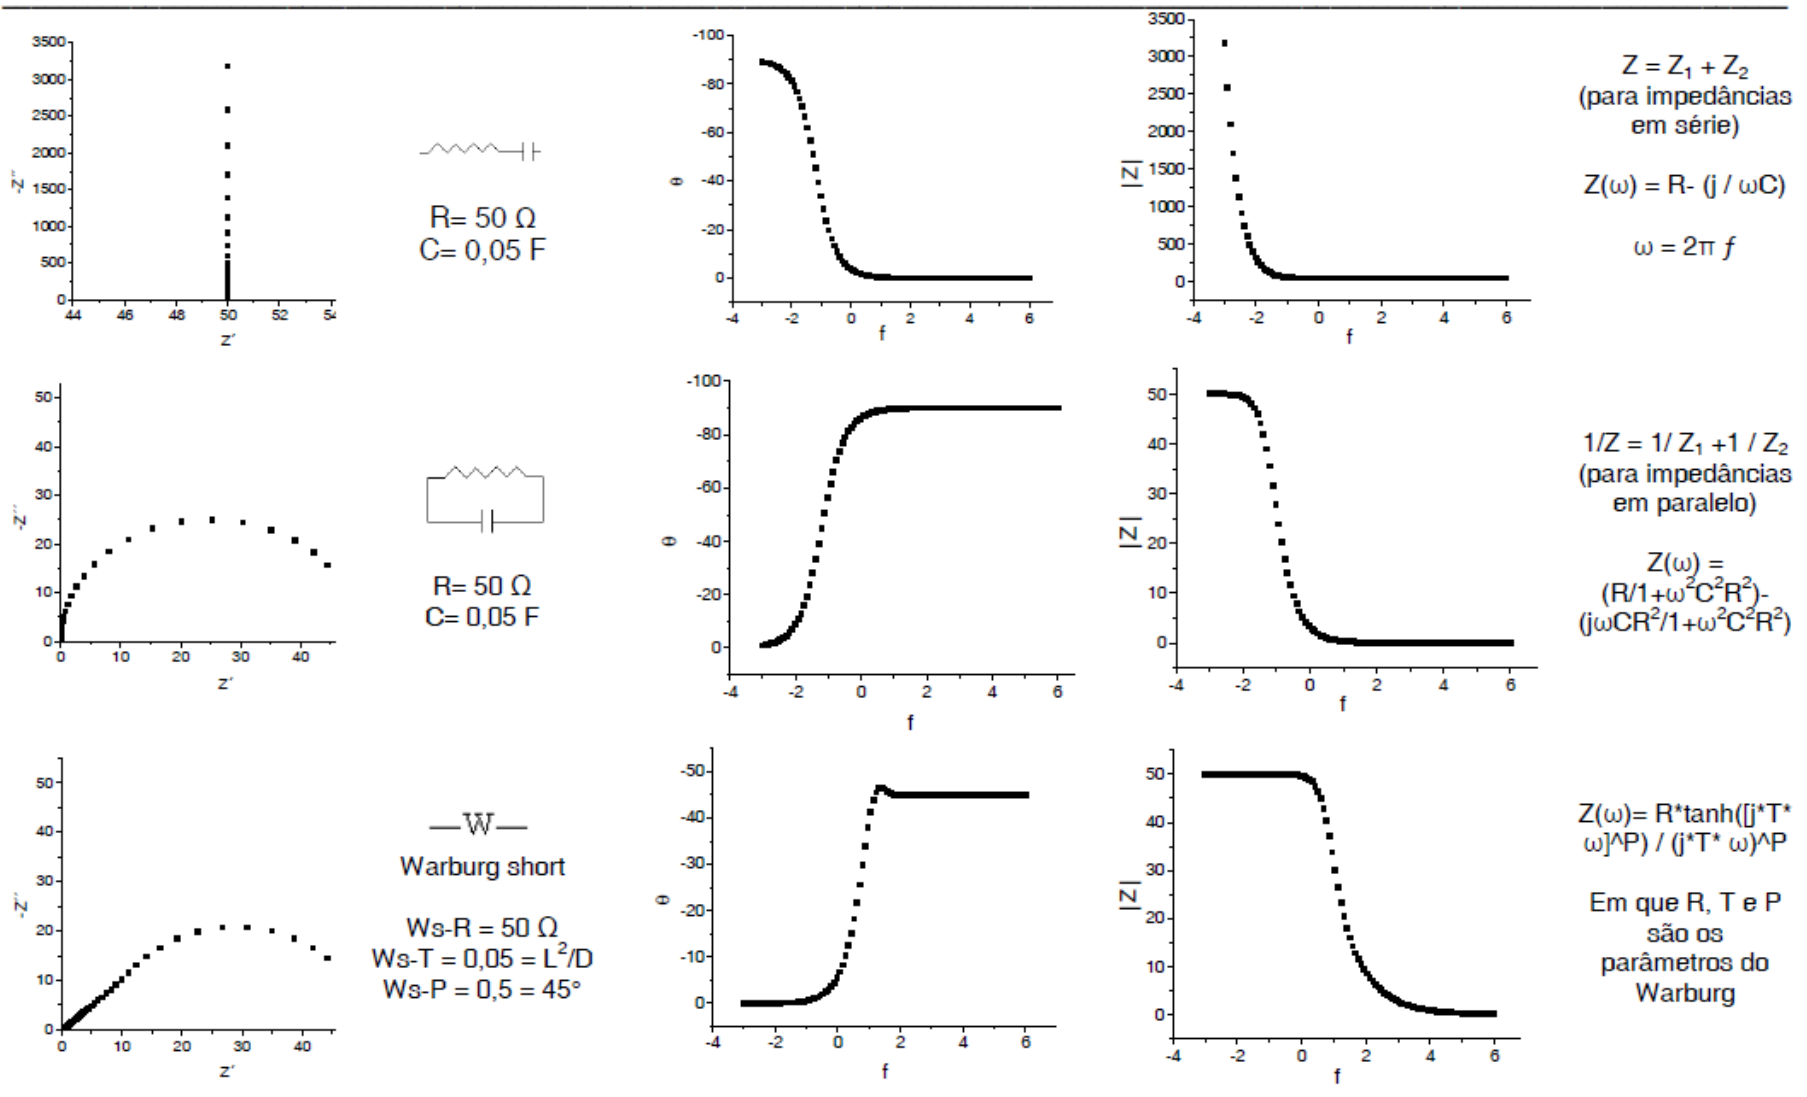 3500
3000
2500
2000
1500
1000
500
0
-Z´´
44 46 48 50 52 54
Z´
R= 50 Ω
C= 0,05 F
-100
-80
-60
-40
-20
0
θ
-4 -2 0 2 4 6
f
3500
3000
2500
2000
1500
1000
500
0
|Z|
-4 -2 0 2 4 6
f
Z = Z₁ + Z₂
(para impedâncias
em série)
Z(ω) = R- (j / ωC)
ω = 2π f
50
40
30
20
10
0
-Z´´
0 10 20 30 40
Z´
R= 50 Ω
C= 0,05 F
-100
-80
-60
-40
-20
0
θ
-4 -2 0 2 4 6
f
50
40
30
20
10
0
|Z|
-4 -2 0 2 4 6
f
1/Z = 1/ Z₁ +1 / Z₂
(para impedâncias
em paralelo)
Z(ω) =
(R/1+ω²C²R²)-
(jωCR²/1+ω²C²R²)
50
40
30
20
10
0
-Z´´
0 10 20 30 40
Z´
W
Warburg short
Ws-R = 50 Ω
Ws-T = 0,05 = L²/D
Ws-P = 0,5 = 45°
-50
-40
-30
-20
-10
0
θ
-4 -2 0 2 4 6
f
50
40
30
20
10
0
|Z|
-4 -2 0 2 4 6
f
Z(ω)= R*tanh([j*T*
ω]^P) / (j*T* ω)^P
Em que R, T e P
são os
parâmetros do
Warburg